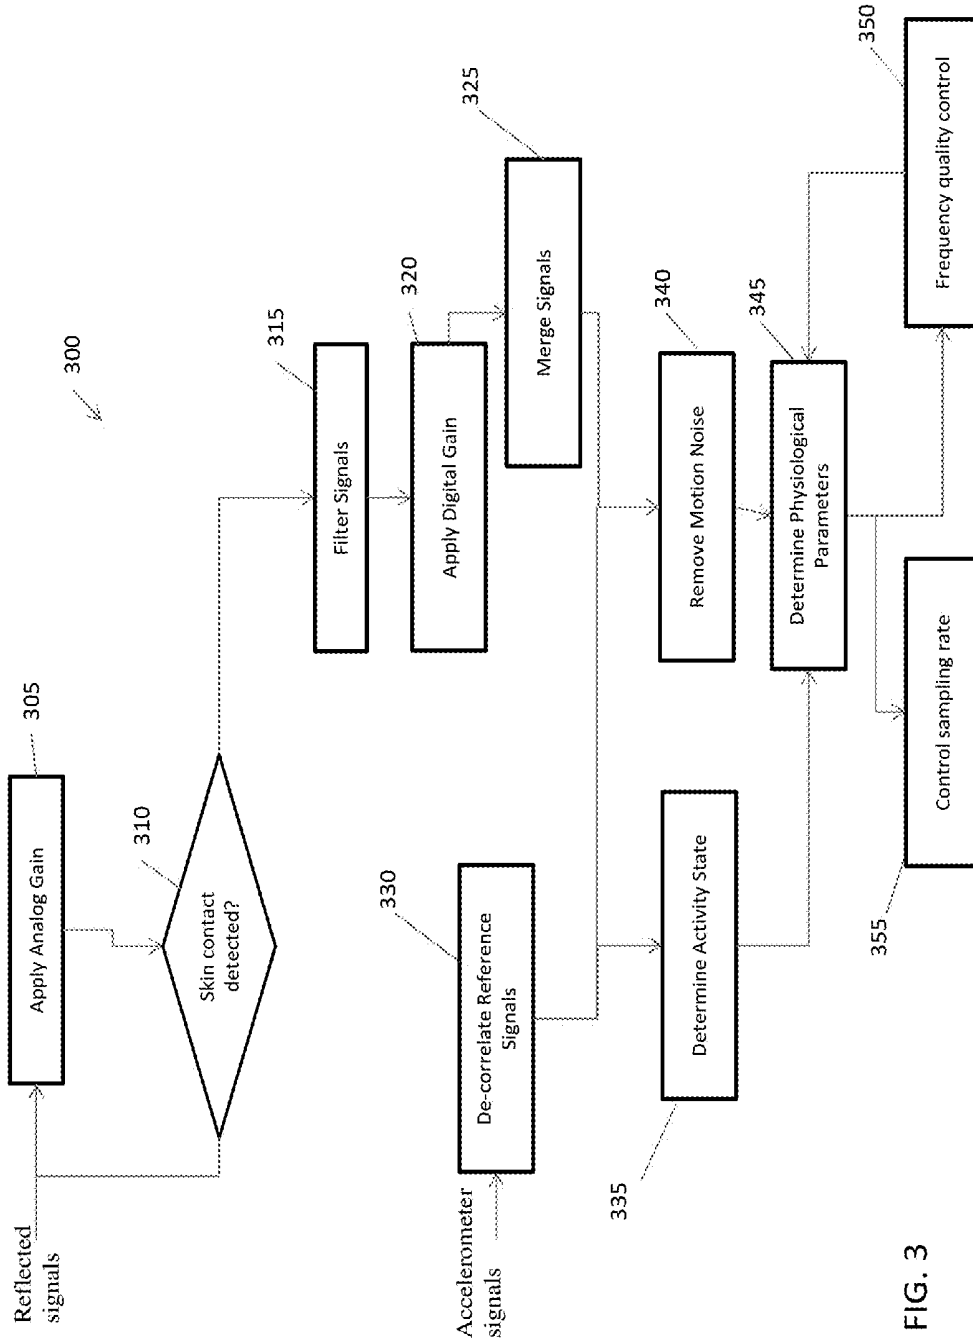 Reflected
signals
Apply Analog Gain
305
Skin contact
detected?
310
300
Filter Signals
315
Apply Digital Gain
320
Merge Signals
325
Accelerometer
signals
De-correlate Reference
Signals
330
Determine Activity State
335
Remove Motion Noise
340
Determine Physiological
Parameters
345
Frequency quality control
350
Control sampling rate
355
FIG. 3